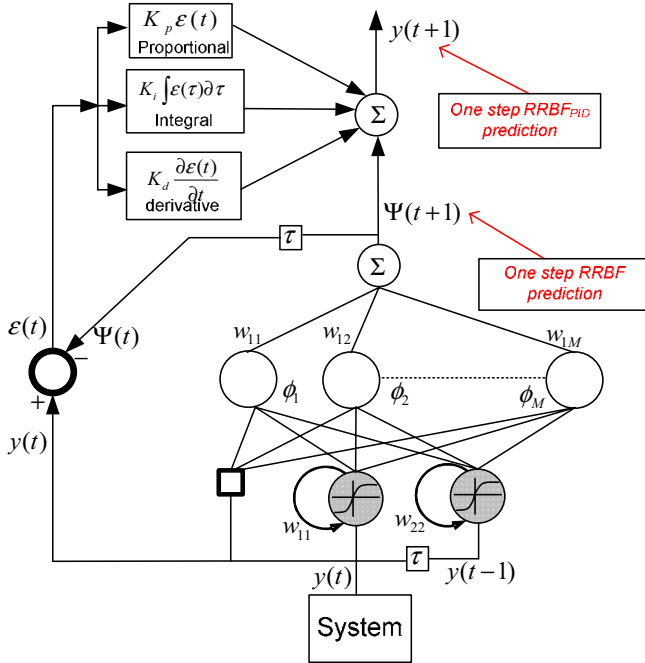 K_p ε(t)
Proportional
K_i ∫ε(τ)∂τ
Integral
K_d ∂ε(t)/∂t
derivative
Σ
y(t+1)
One step RRBF_PID
prediction
Ψ(t+1)
τ
Σ
One step RRBF
prediction
ε(t)
Ψ(t)
−
+
y(t)
w_11
w_12
w_1M
ϕ_1
ϕ_2
ϕ_M
w_11
w_22
τ
y(t)
y(t−1)
System